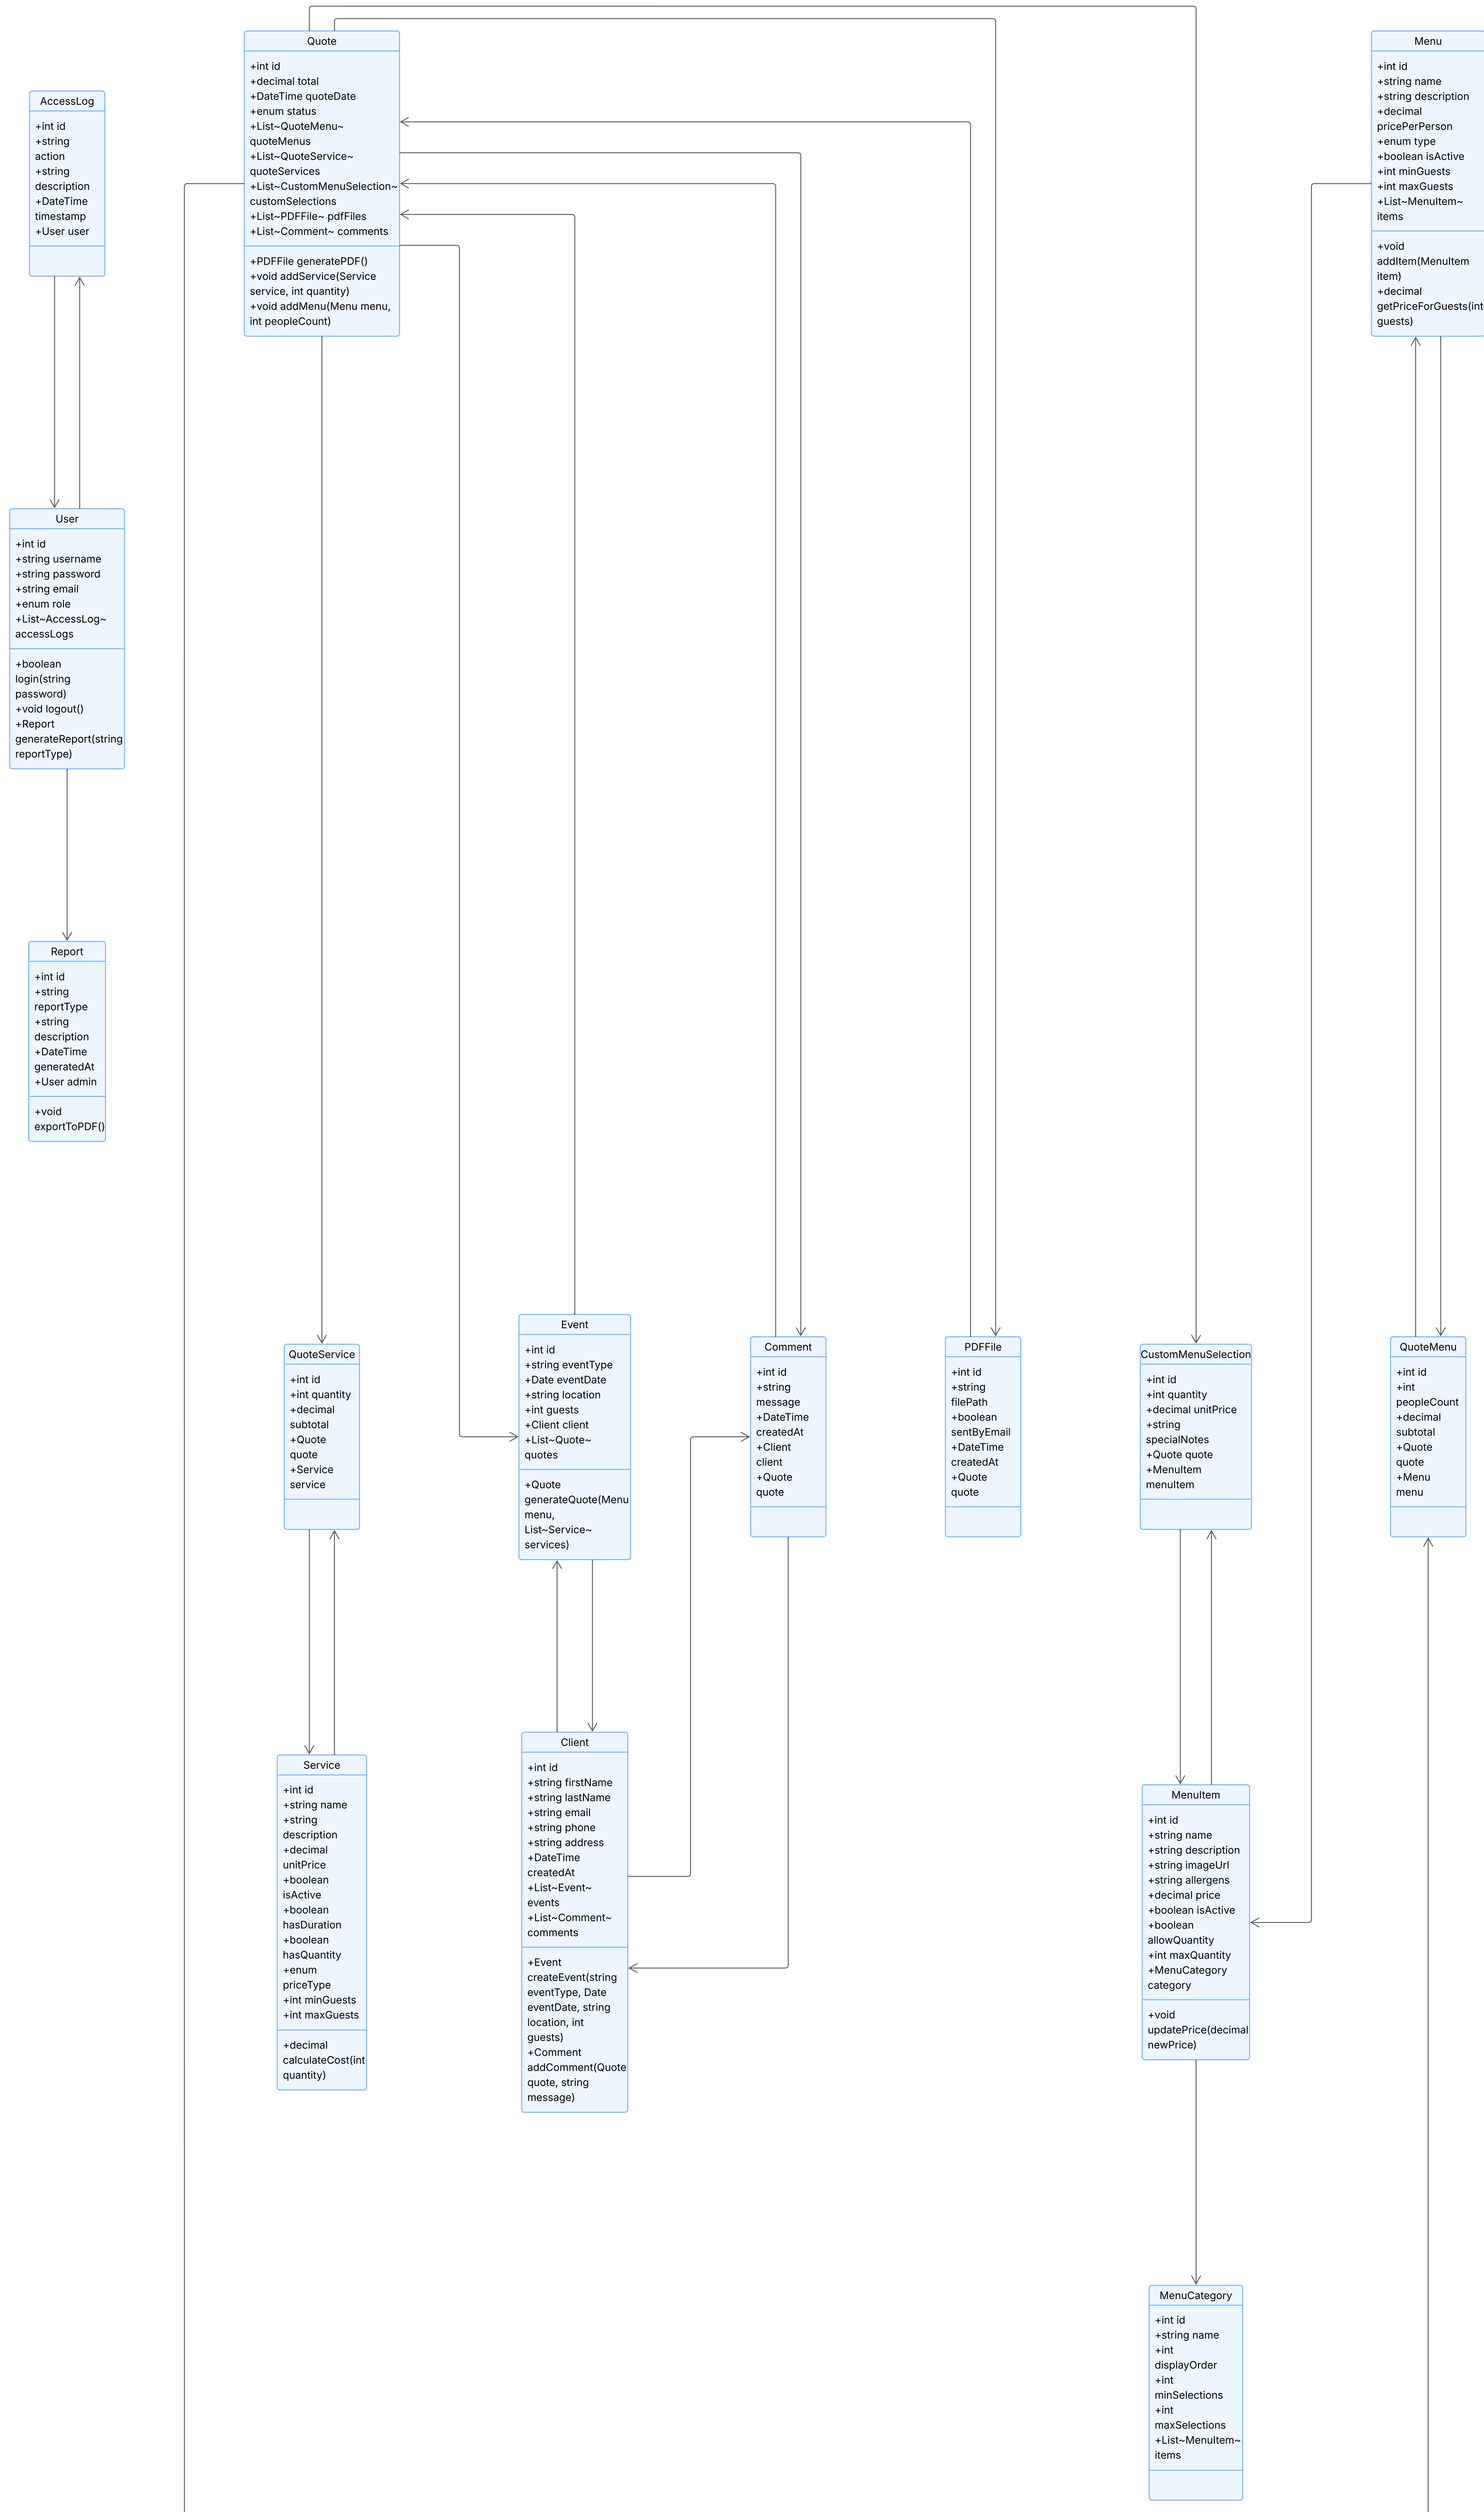 Quote
+int id
+decimal total
+DateTime quoteDate
+enum status
+List~QuoteMenu~
quoteMenus
+List~QuoteService~
quoteServices
+List~CustomMenuSelection~
customSelections
+List~PDFFile~ pdfFiles
+List~Comment~ comments
+PDFFile generatePDF()
+void addService(Service
service, int quantity)
+void addMenu(Menu menu,
int peopleCount)
Menu
+int id
+string name
+string description
+decimal
pricePerPerson
+enum type
+boolean isActive
+int minGuests
+int maxGuests
+List~MenuItem~
items
+void
addItem(MenuItem
item)
+decimal
getPriceForGuests(int
guests)
AccessLog
+int id
+string
action
+string
description
+DateTime
timestamp
+User user
User
+int id
+string username
+string password
+string email
+enum role
+List~AccessLog~
accessLogs
+boolean
login(string
password)
+void logout()
+Report
generateReport(string
reportType)
Report
+int id
+string
reportType
+string
description
+DateTime
generatedAt
+User admin
+void
exportToPDF()
QuoteService
+int id
+int quantity
+decimal
subtotal
+Quote
quote
+Service
service
Event
+int id
+string eventType
+Date eventDate
+string location
+int guests
+Client client
+List~Quote~
quotes
+Quote
generateQuote(Menu
menu,
List~Service~
services)
Comment
+int id
+string
message
+DateTime
createdAt
+Client
client
+Quote
quote
PDFFile
+int id
+string
filePath
+boolean
sentByEmail
+DateTime
createdAt
+Quote
quote
CustomMenuSelection
+int id
+int quantity
+decimal unitPrice
+string
specialNotes
+Quote quote
+MenuItem
menuItem
QuoteMenu
+int id
+int
peopleCount
+decimal
subtotal
+Quote
quote
+Menu
menu
Service
+int id
+string name
+string
description
+decimal
unitPrice
+boolean
isActive
+boolean
hasDuration
+boolean
hasQuantity
+enum
priceType
+int minGuests
+int maxGuests
+decimal
calculateCost(int
quantity)
Client
+int id
+string firstName
+string lastName
+string email
+string phone
+string address
+DateTime
createdAt
+List~Event~
events
+List~Comment~
comments
+Event
createEvent(string
eventType, Date
eventDate, string
location, int
guests)
+Comment
addComment(Quote
quote, string
message)
MenuItem
+int id
+string name
+string description
+string imageUrl
+string allergens
+decimal price
+boolean isActive
+boolean
allowQuantity
+int maxQuantity
+MenuCategory
category
+void
updatePrice(decimal
newPrice)
MenuCategory
+int id
+string name
+int
displayOrder
+int
minSelections
+int
maxSelections
+List~MenuItem~
items